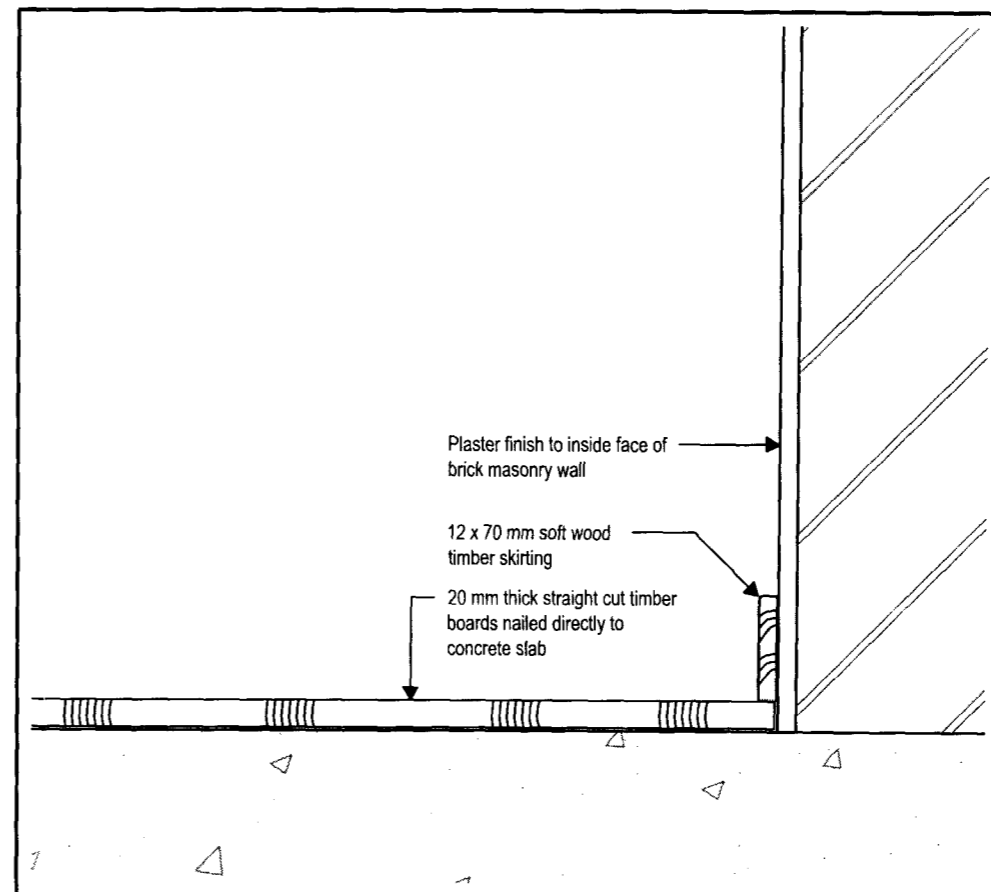 Plaster finish to inside face of
brick masonry wall
12 x 70 mm soft wood
timber skirting
20 mm thick straight cut timber
boards nailed directly to
concrete slab